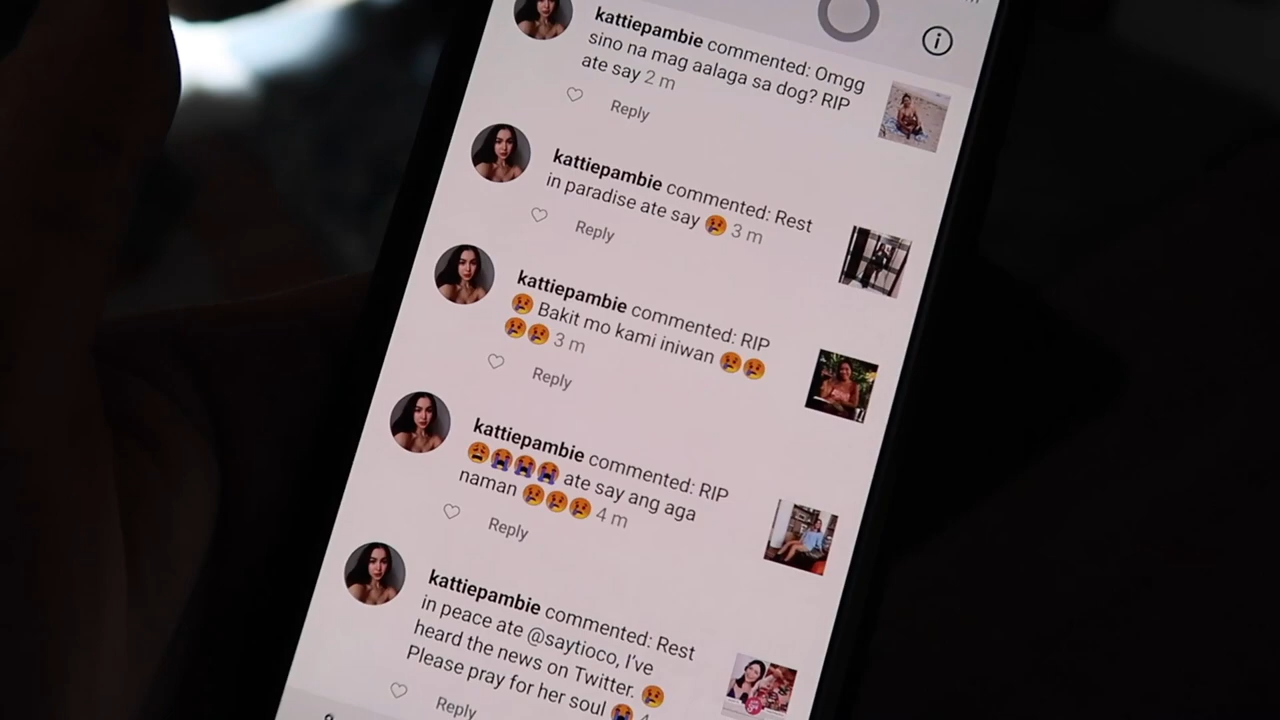 kattiepambie commented: Omgg
sino na mag aalaga sa dog? RIP
ate say 2 m
Reply
kattiepambie commented: Rest
in paradise ate say 😢 3 m
Reply
kattiepambie commented: RIP
😢 Bakit mo kami iniwan 😢😢
😢😢 3 m
Reply
kattiepambie commented: RIP
😩😭😭😭 ate say ang aga
naman 😢😢😢 4 m
Reply
kattiepambie commented: Rest
in peace ate @saytioco, I've
heard the news on Twitter. 😢
Please pray for her soul 😭 4
Reply